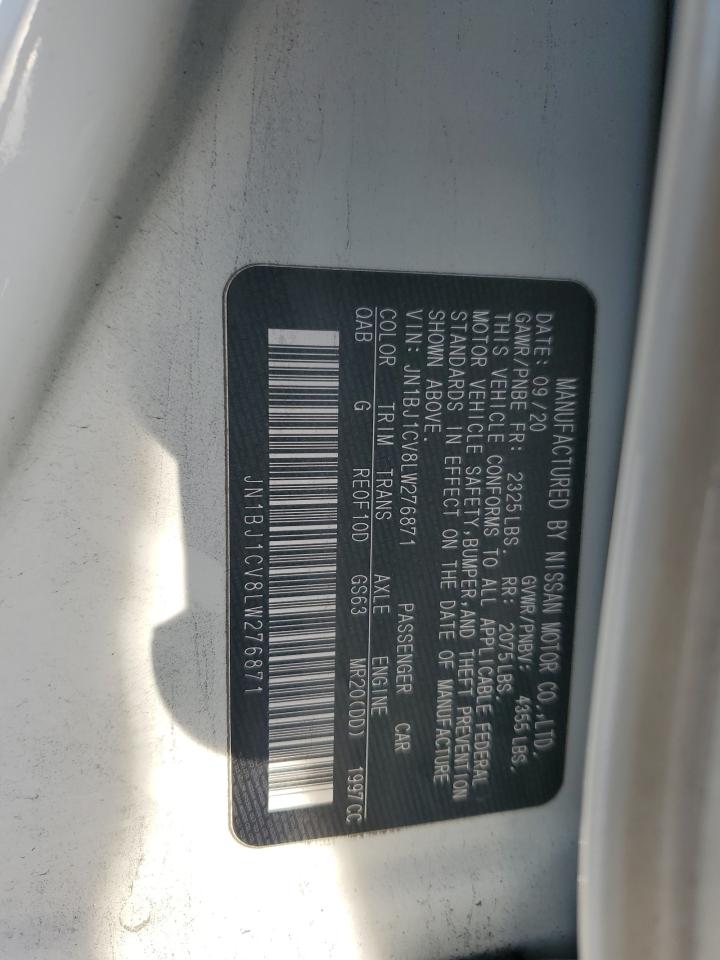 MANUFACTURED BY NISSAN MOTOR CO.,LTD.
DATE: 09/20 GVWR/PNBV: 4355LBS.
GAWR/PNBE FR: 2325LBS. RR: 2075LBS.
THIS VEHICLE CONFORMS TO ALL APPLICABLE FEDERAL
MOTOR VEHICLE SAFETY,BUMPER,AND THEFT PREVENTION
STANDARDS IN EFFECT ON THE DATE OF MANUFACTURE
SHOWN ABOVE.
VIN: JN1BJ1CV8LW276871 PASSENGER CAR
COLOR TRIM TRANS AXLE ENGINE
QAB G RE0F10D GS63 MR20(DD) 1997CC
JN1BJ1CV8LW276871